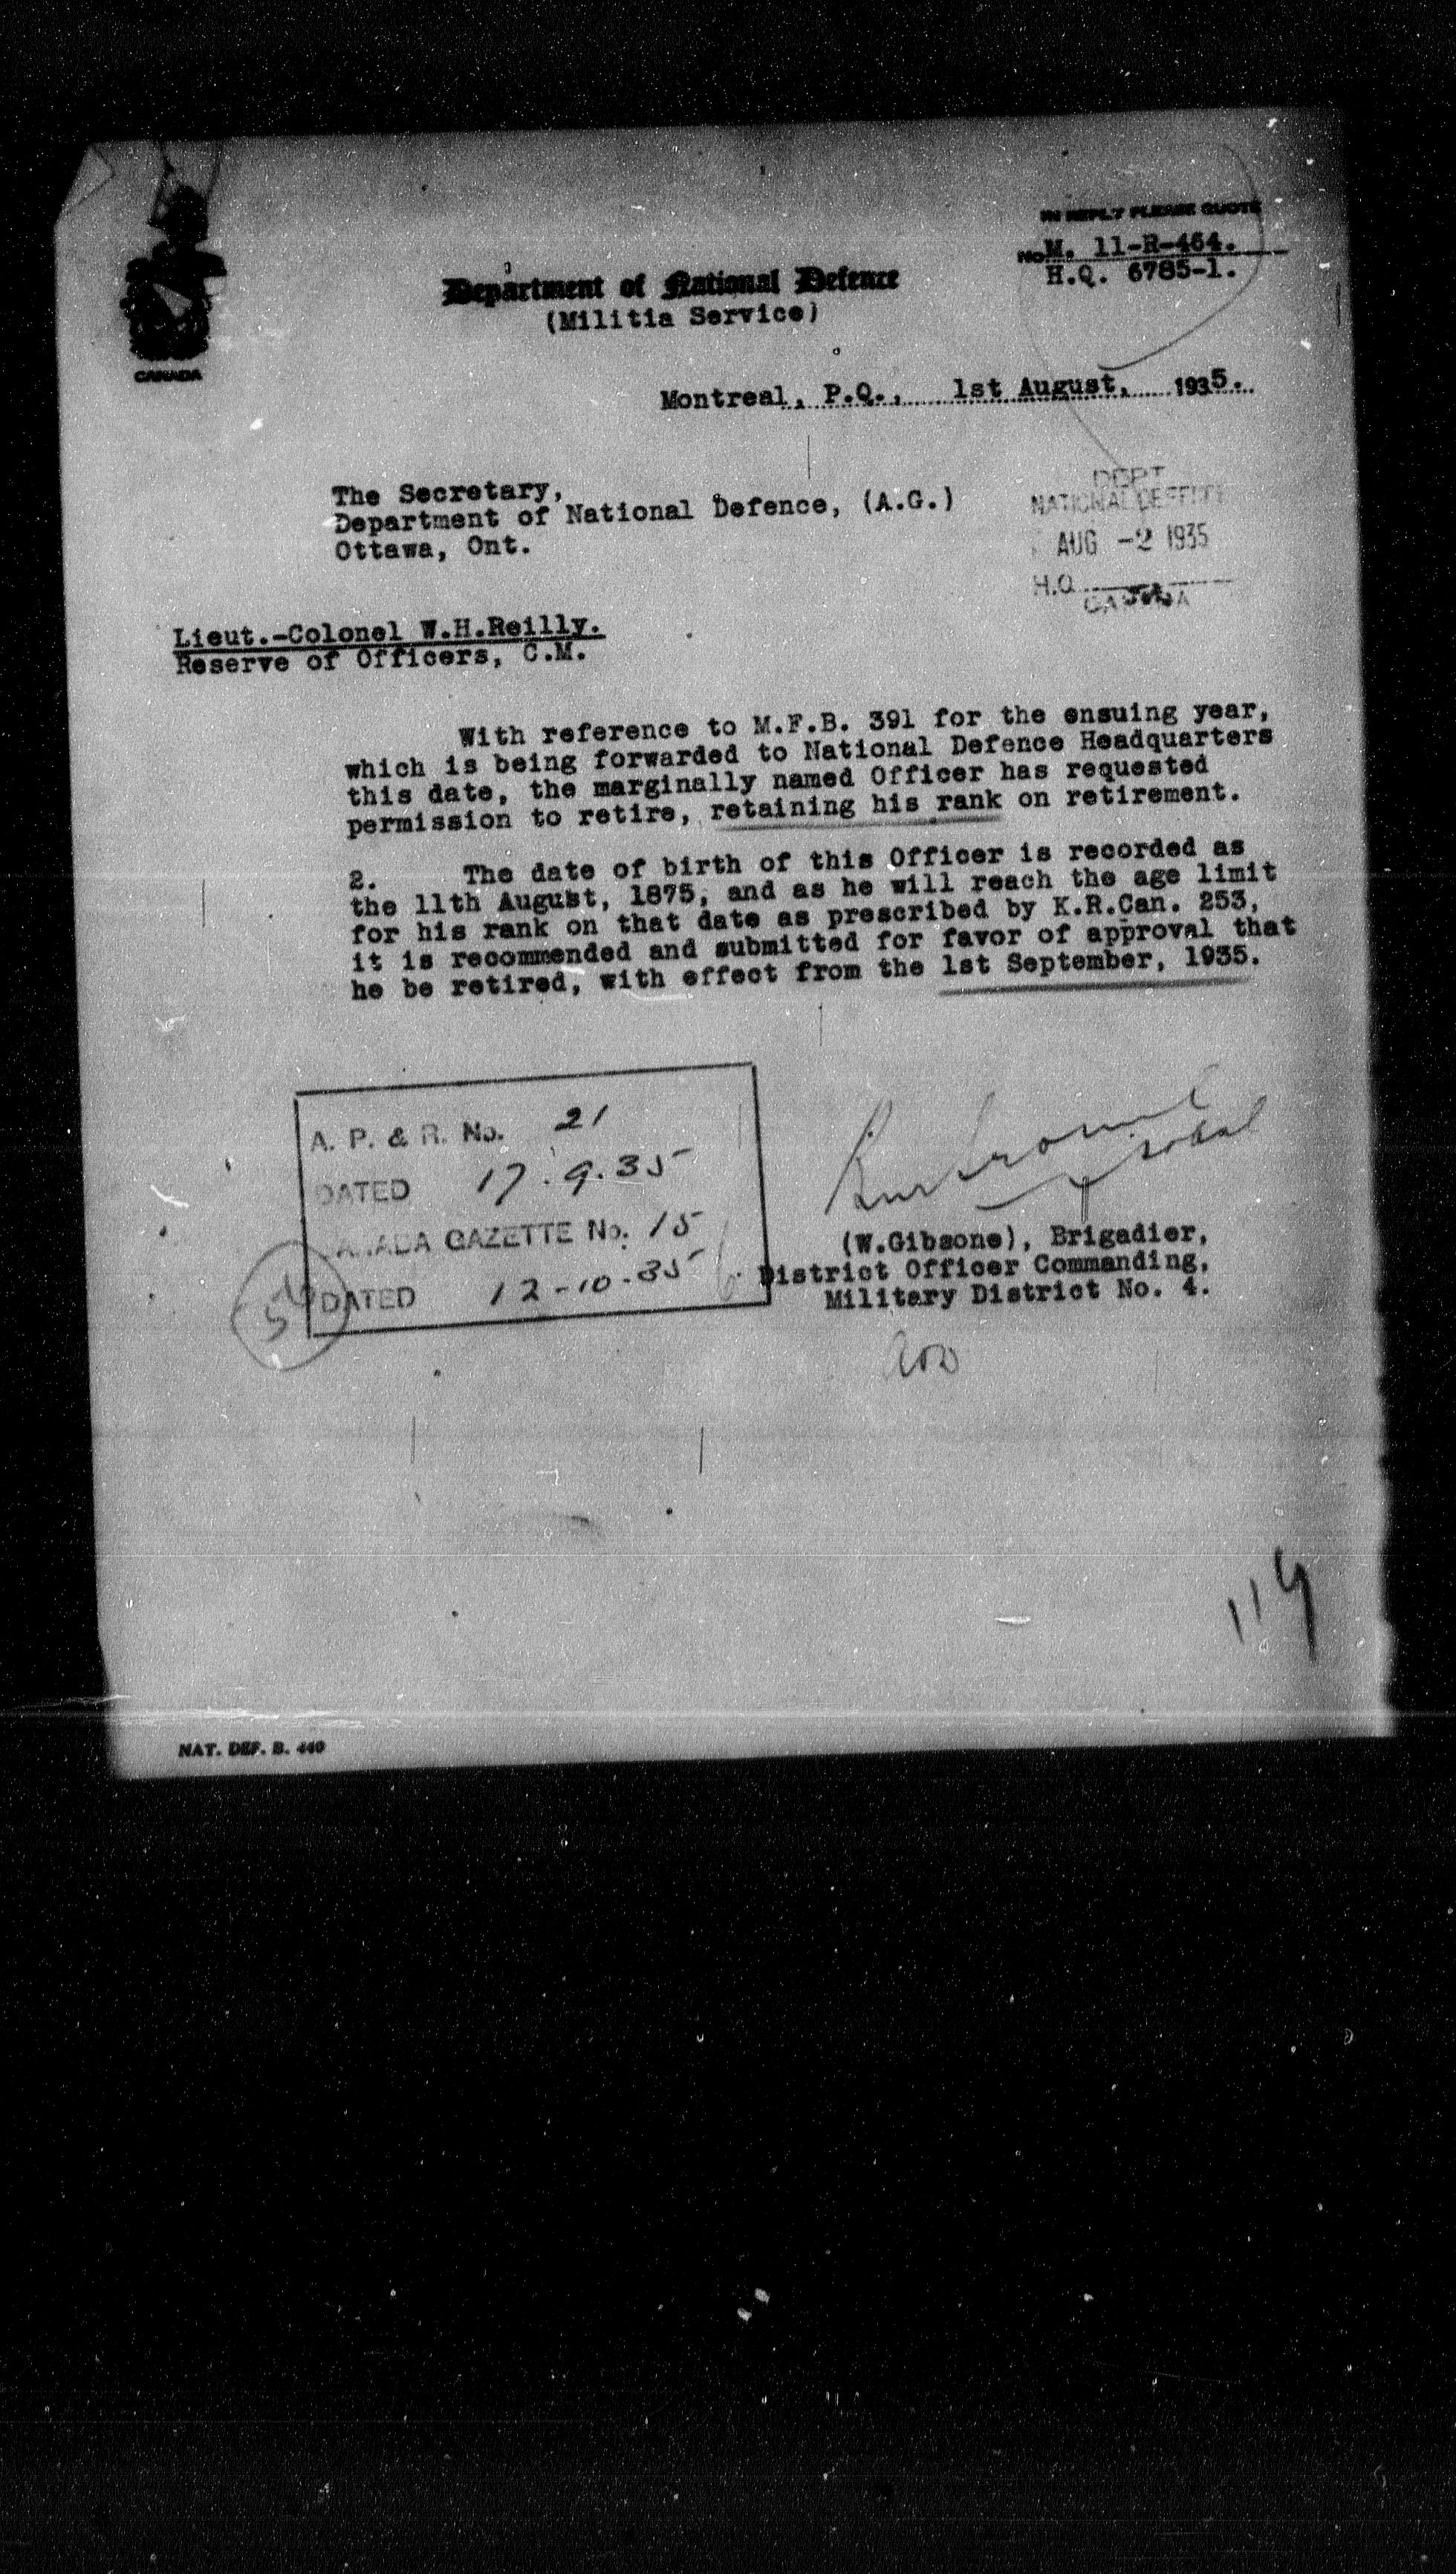 CANADA
IN REPLY PLEASE QUOTE
No M. 11-R-464.
H.Q. 6785-1.
Department of National Defence
(Militia Service)
Montreal, P.Q., 1st August, 1935.
The Secretary,
Department of National Defence, (A.G.)
Ottawa, Ont.
DEPT
NATIONAL DEFENCE
AUG -2 1935
H.Q.
CANADA
Lieut.-Colonel W.H.Reilly.
Reserve of Officers, C.M.
With reference to M.F.B. 391 for the ensuing year,
which is being forwarded to National Defence Headquarters
this date, the marginally named Officer has requested
permission to retire, retaining his rank on retirement.
2. The date of birth of this Officer is recorded as
the 11th August, 1875, and as he will reach the age limit
for his rank on that date as prescribed by K.R.Can. 253,
it is recommended and submitted for favor of approval that
he be retired, with effect from the 1st September, 1935.
A. P. & R. No. 21
DATED 17.9.35
CANADA GAZETTE No. 15
DATED 12-10-35
(W.Gibsone), Brigadier,
District Officer Commanding,
Military District No. 4.
119
NAT. DEF. B. 440